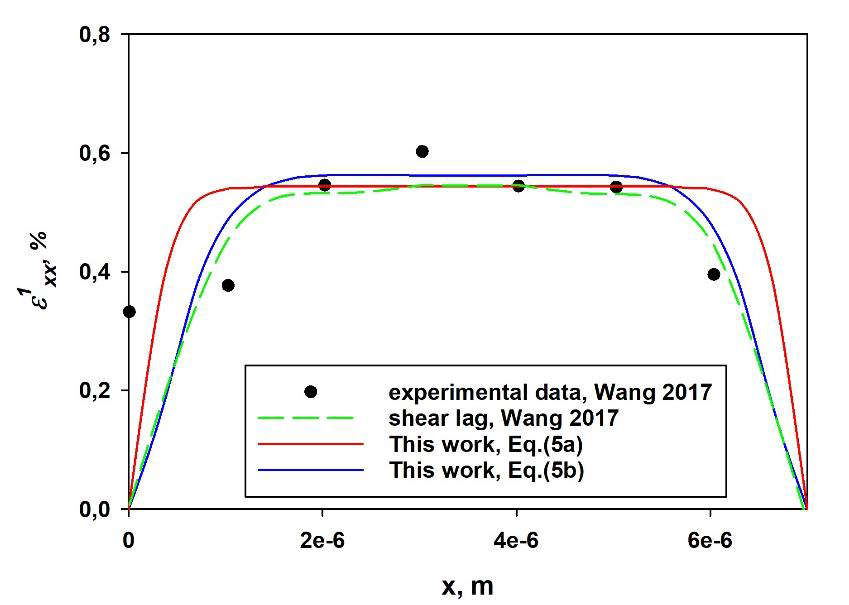 0,8
0,6
0,4
0,2
0,0
ε¹xx, %
experimental data, Wang 2017
shear lag, Wang 2017
This work, Eq.(5a)
This work, Eq.(5b)
0 2e-6 4e-6 6e-6
x, m